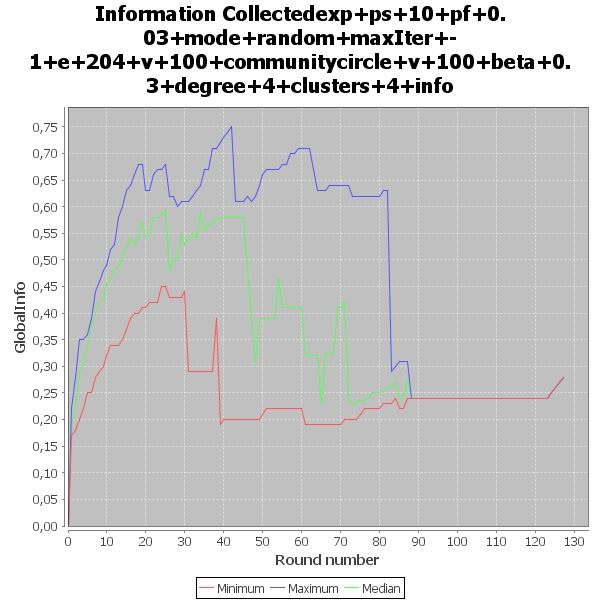 Information Collectedexp+ps+10+pf+0.
03+mode+random+maxIter+-
1+e+204+v+100+communitycircle+v+100+beta+0.
3+degree+4+clusters+4+info
0,75
0,70
0,65
0,60
0,55
0,50
0,45
0,40
0,35
0,30
0,25
0,20
0,15
0,10
0,05
0,00
GlobalInfo
0 10 20 30 40 50 60 70 80 90 100 110 120 130
Round number
Minimum Maximum Median